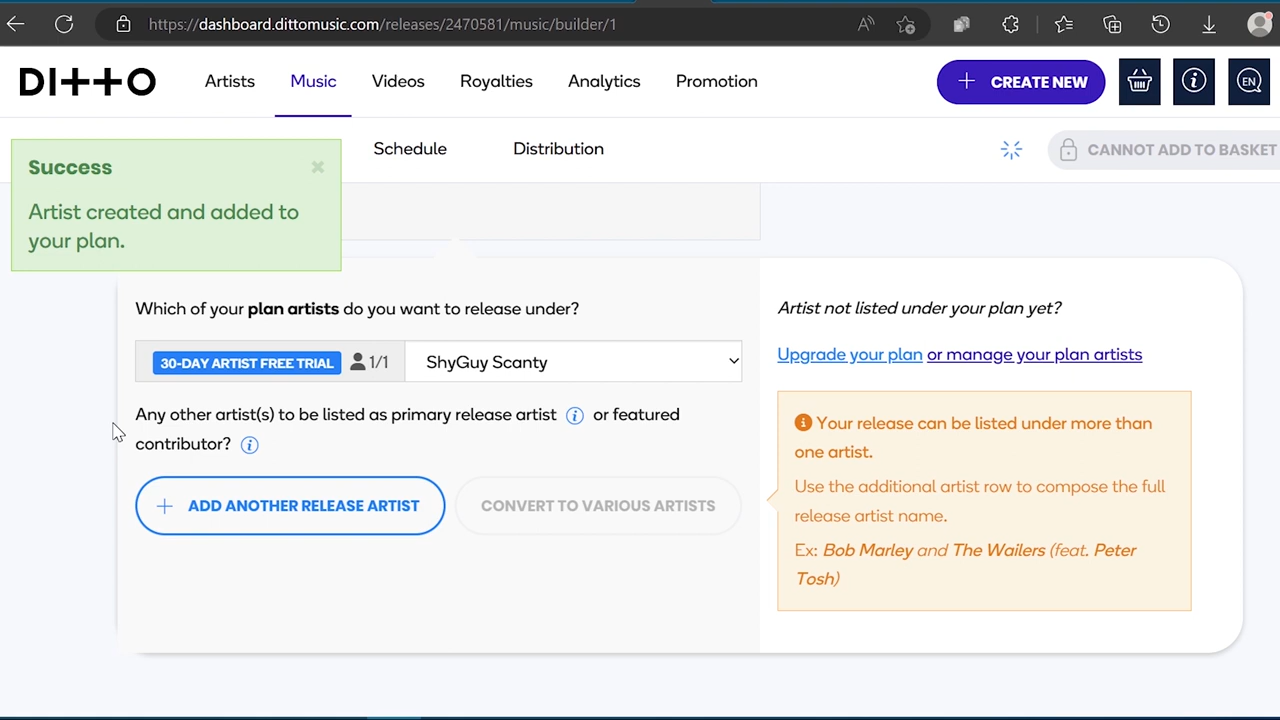 https://dashboard.dittomusic.com/releases/2470581/music/builder/1
DITTO
Artists
Music
Videos
Royalties
Analytics
Promotion
+ CREATE NEW
EN
Schedule
Distribution
CANNOT ADD TO BASKET
Success
×
Artist created and added to
your plan.
Which of your plan artists do you want to release under?
30-DAY ARTIST FREE TRIAL 1/1 ShyGuy Scanty
Any other artist(s) to be listed as primary release artist i or featured
contributor? i
+ ADD ANOTHER RELEASE ARTIST
CONVERT TO VARIOUS ARTISTS
Artist not listed under your plan yet?
Upgrade your plan or manage your plan artists
Your release can be listed under more than
one artist.
Use the additional artist row to compose the full
release artist name.
Ex: Bob Marley and The Wailers (feat. Peter
Tosh)